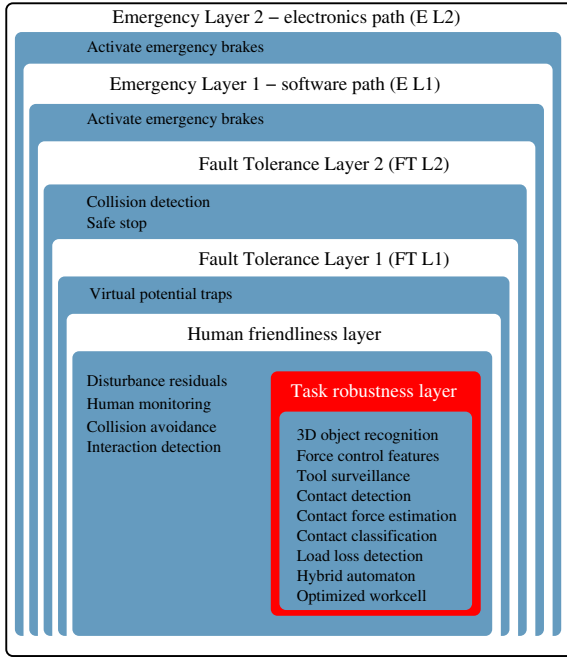 Emergency Layer 2 − electronics path (E L2)
Activate emergency brakes
Emergency Layer 1 − software path (E L1)
Activate emergency brakes
Fault Tolerance Layer 2 (FT L2)
Collision detection
Safe stop
Fault Tolerance Layer 1 (FT L1)
Virtual potential traps
Human friendliness layer
Disturbance residuals
Human monitoring
Collision avoidance
Interaction detection
Task robustness layer
3D object recognition
Force control features
Tool surveillance
Contact detection
Contact force estimation
Contact classification
Load loss detection
Hybrid automaton
Optimized workcell